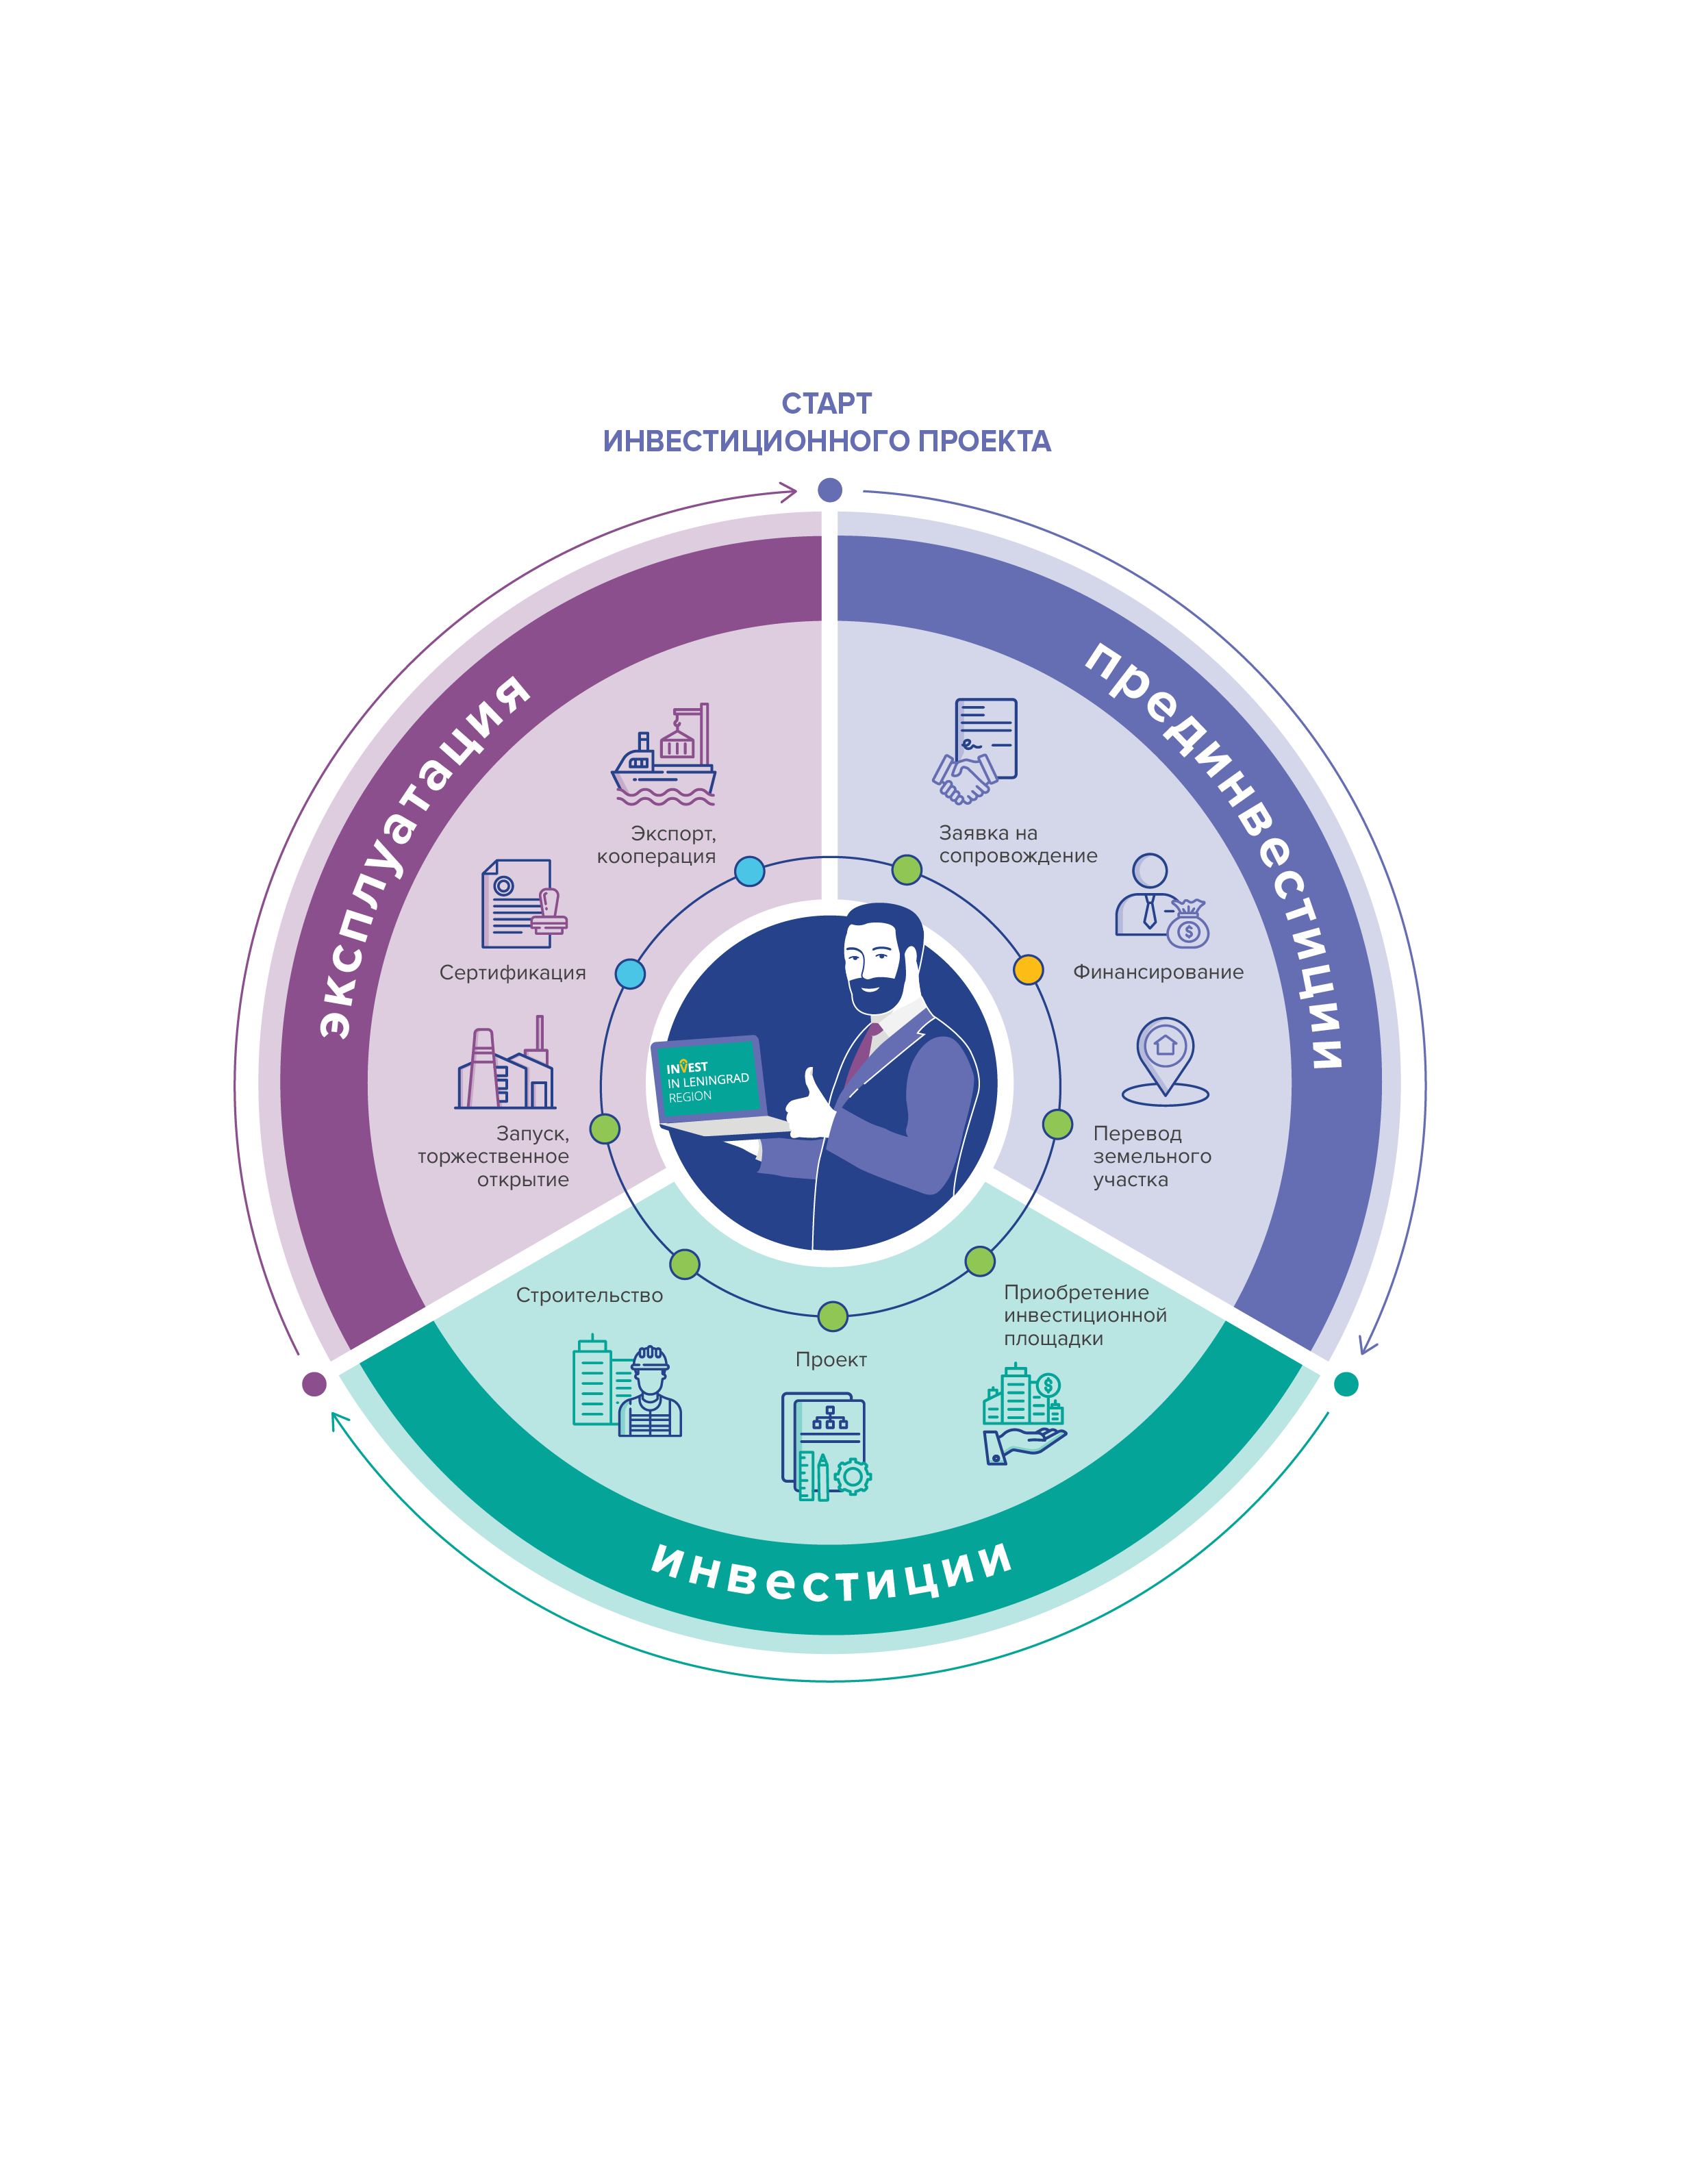 СТАРТ
ИНВЕСТИЦИОННОГО ПРОЕКТА
прединвестиции
Заявка на
сопровождение
Финансирование
Перевод
земельного
участка
инвестиции
Приобретение
инвестиционной
площадки
Проект
Строительство
эксплуатация
Запуск,
торжественное
открытие
Сертификация
Экспорт,
кооперация
INVEST
IN LENINGRAD
REGION
$
$